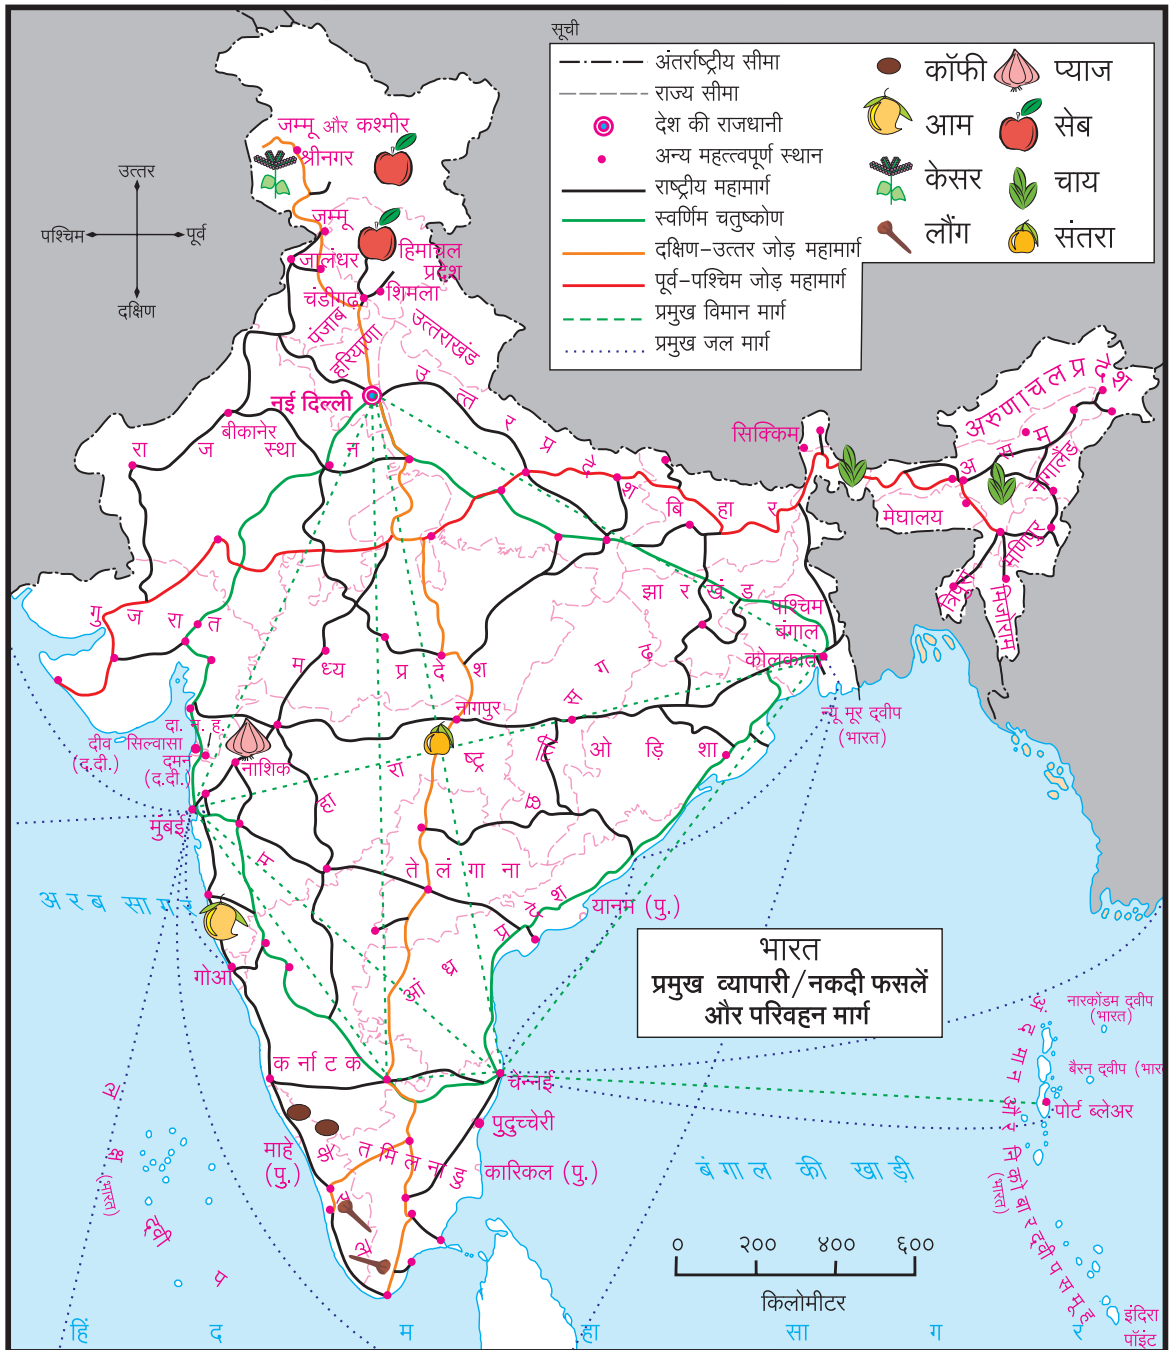 सूची
अंतर्राष्ट्रीय सीमा
राज्य सीमा
देश की राजधानी
अन्य महत्त्वपूर्ण स्थान
राष्ट्रीय महामार्ग
स्वर्णिम चतुष्कोण
दक्षिण-उत्तर जोड़ महामार्ग
पूर्व-पश्चिम जोड़ महामार्ग
प्रमुख विमान मार्ग
प्रमुख जल मार्ग
कॉफी
प्याज
आम
सेब
केसर
चाय
लौंग
संतरा
उत्तर
पश्चिम
पूर्व
दक्षिण
जम्मू और कश्मीर
श्रीनगर
जम्मू
हिमाचल
प्रदेश
जालंधर
चंडीगढ़
शिमला
पंजाब
हरियाणा
उत्तराखंड
नई दिल्ली
बीकानेर
राजस्थान
उत्तर प्रदेश
सिक्किम
अरुणाचल प्रदेश
असम
नागालैंड
मेघालय
मणिपुर
त्रिपुरा
मिजोराम
बिहार
झारखंड
पश्चिम
बंगाल
कोलकाता
न्यू मूर द्वीप
(भारत)
गुजरात
मध्य प्रदेश
छत्तीसगढ़
ओड़िशा
नागपुर
दा. न. ह.
दीव
सिल्वासा
(द.दी.)
दमन
(द.दी.)
नाशिक
महाराष्ट्र
मुंबई
तेलंगाना
यानम (पु.)
अरब सागर
गोआ
आंध्र प्रदेश
भारत
प्रमुख व्यापारी/नकदी फसलें
और परिवहन मार्ग
नारकोंडम द्वीप
(भारत)
बैरन द्वीप (भार
पोर्ट ब्लेअर
अंदमान और निकोबार द्वीपसमूह
(भारत)
कर्नाटक
चेन्नई
पुदुच्चेरी
माहे
(पु.)
केरल
तमिलनाडु
कारिकल (पु.)
बंगाल की खाड़ी
लक्षद्वीप
(भारत)
० २०० ४०० ६००
किलोमीटर
इंदिरा
पॉइंट
हिंद महासागर